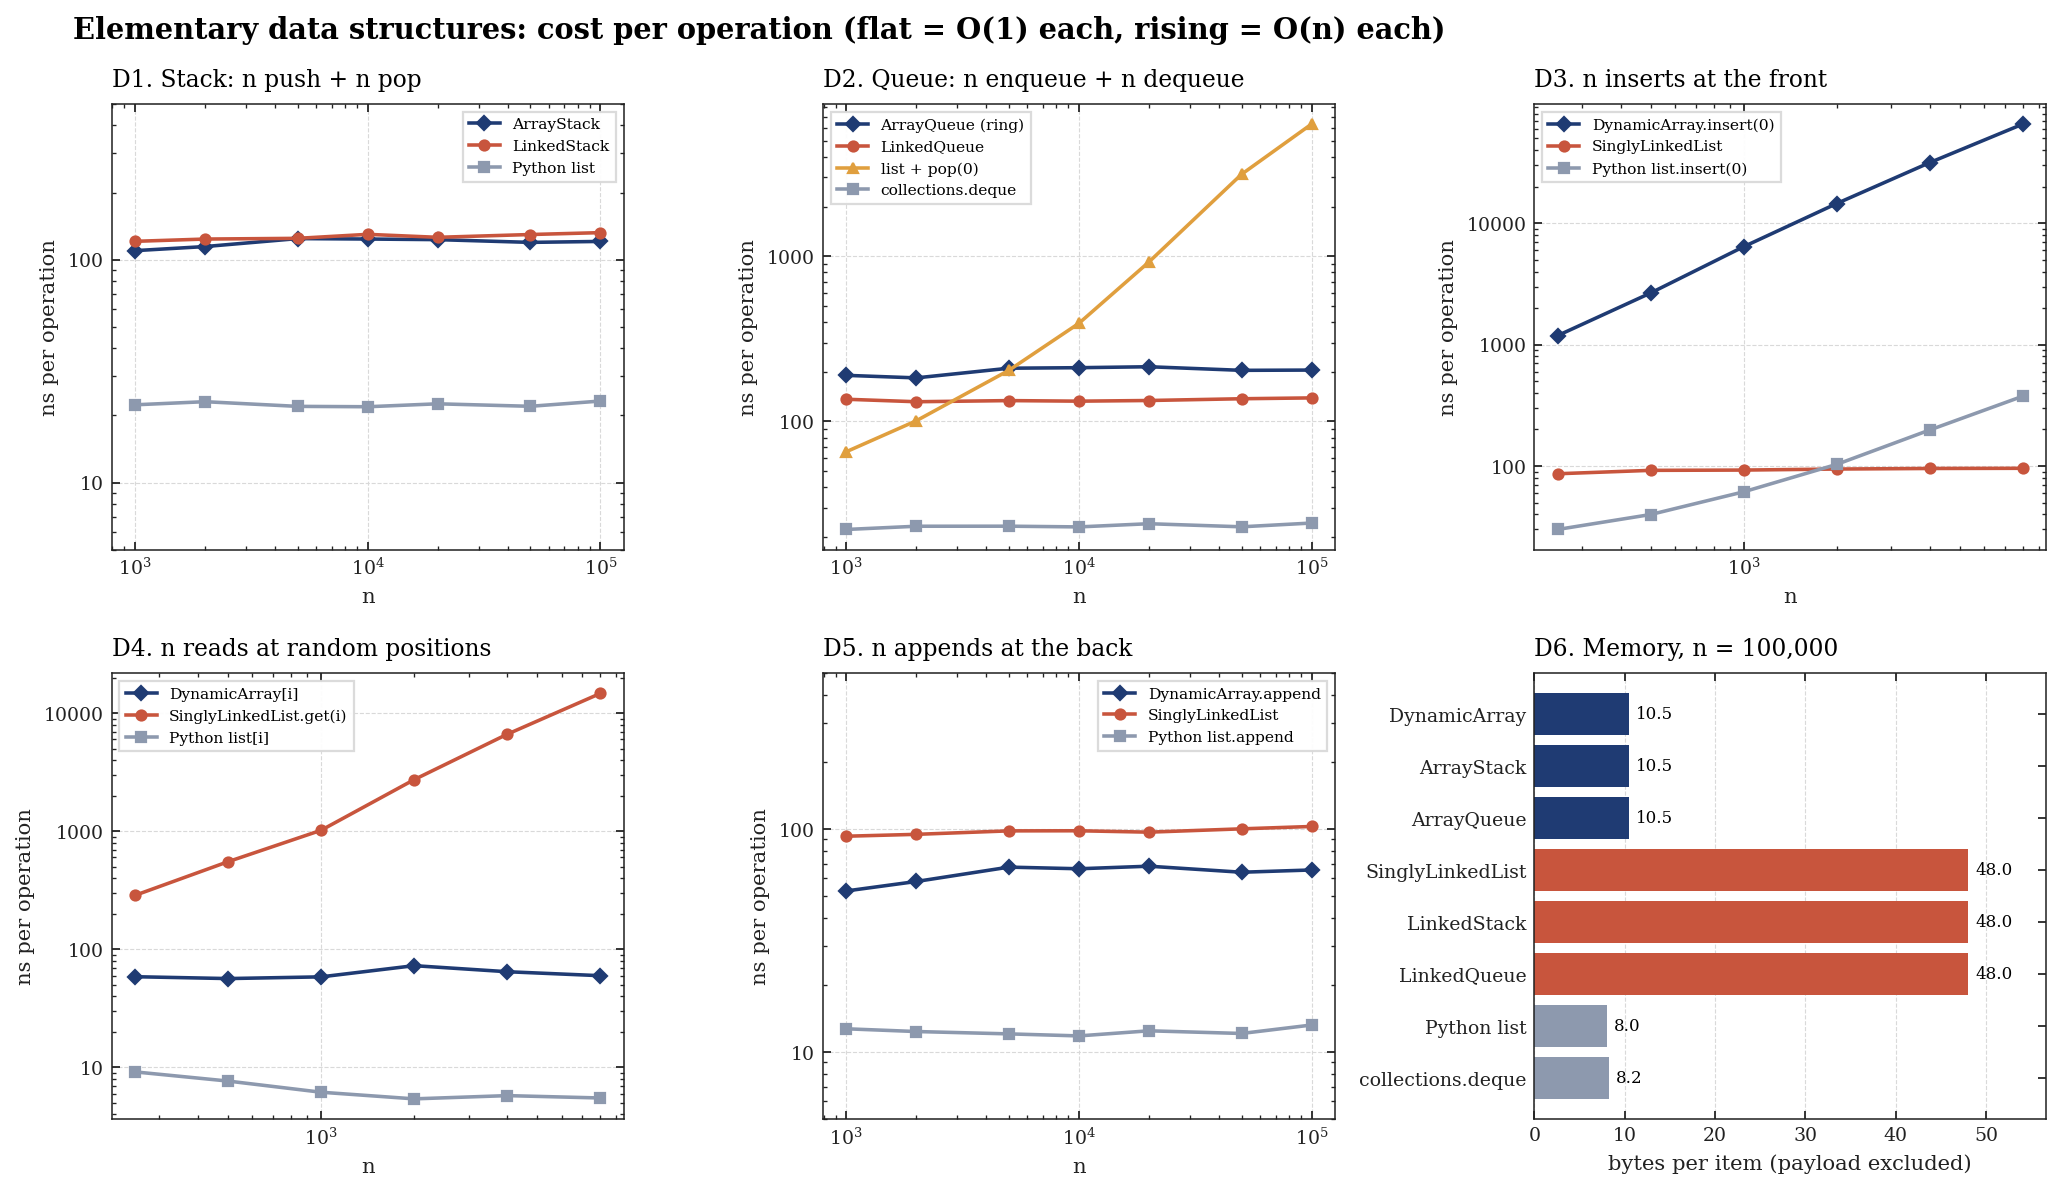 Elementary data structures: cost per operation (flat = O(1) each, rising = O(n) each)
D1. Stack: n push + n pop
ArrayStack
LinkedStack
Python list
100
10
ns per operation
10³
10⁴
10⁵
n
D2. Queue: n enqueue + n dequeue
ArrayQueue (ring)
LinkedQueue
list + pop(0)
collections.deque
1000
100
ns per operation
10³
10⁴
10⁵
n
D3. n inserts at the front
DynamicArray.insert(0)
SinglyLinkedList
Python list.insert(0)
10000
1000
100
ns per operation
10³
n
D4. n reads at random positions
DynamicArray[i]
SinglyLinkedList.get(i)
Python list[i]
10000
1000
100
10
ns per operation
10³
n
D5. n appends at the back
DynamicArray.append
SinglyLinkedList
Python list.append
100
10
ns per operation
10³
10⁴
10⁵
n
D6. Memory, n = 100,000
DynamicArray 10.5
ArrayStack 10.5
ArrayQueue 10.5
SinglyLinkedList 48.0
LinkedStack 48.0
LinkedQueue 48.0
Python list 8.0
collections.deque 8.2
0 10 20 30 40 50
bytes per item (payload excluded)